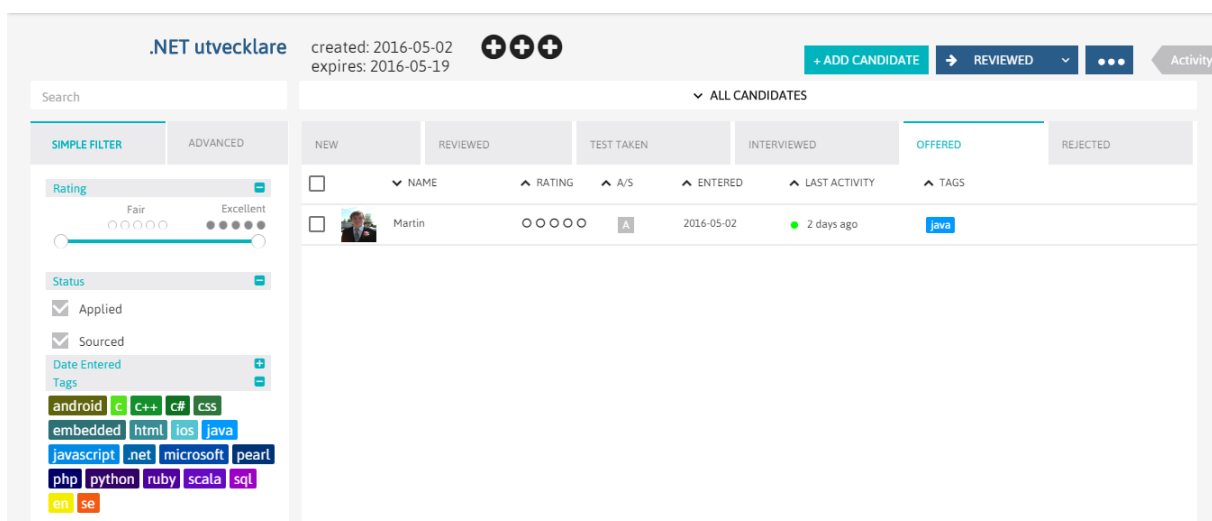 .NET utvecklare
created: 2016-05-02
expires: 2016-05-19
+ ADD CANDIDATE
REVIEWED
Activity
Search
ALL CANDIDATES
SIMPLE FILTER ADVANCED
NEW REVIEWED TEST TAKEN INTERVIEWED OFFERED REJECTED
Rating
Fair Excellent
NAME RATING A/S ENTERED LAST ACTIVITY TAGS
Martin A 2016-05-02 2 days ago java
Status
Applied
Sourced
Date Entered
Tags
android c c++ c# css
embedded html ios java
javascript .net microsoft pearl
php python ruby scala sql
en se